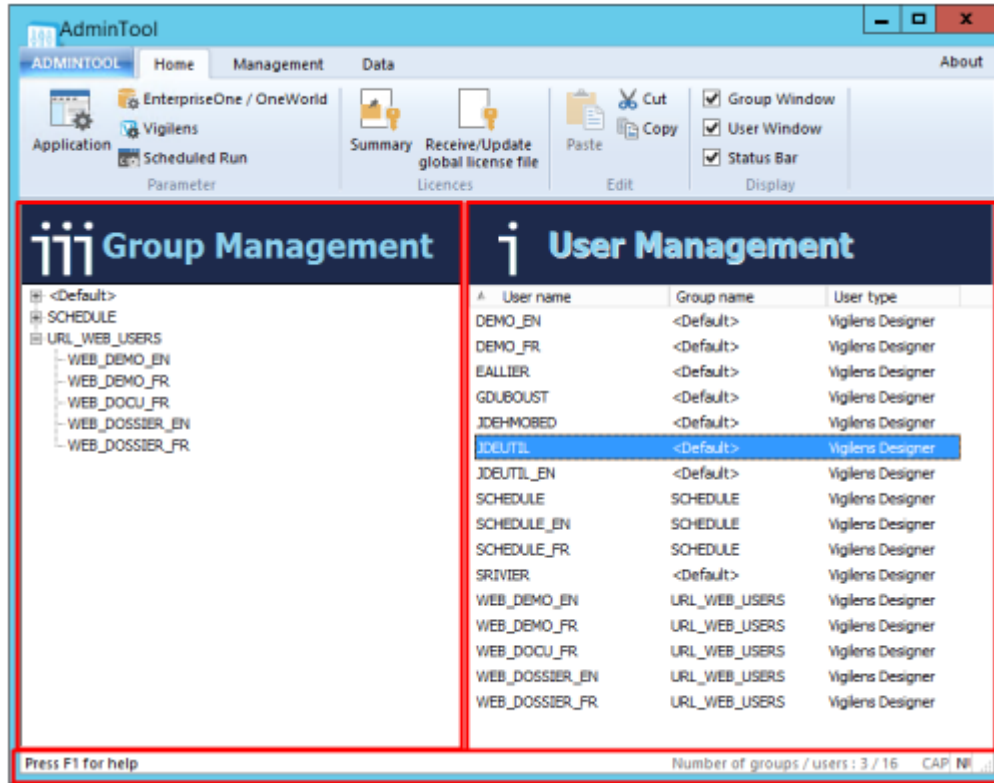 AdminTool
ADMINTOOL Home Management Data About
EnterpriseOne / OneWorld
Vigilens
Scheduled Run
Application
Parameter
Summary Receive/Update
global license file
Licences
Paste
Cut
Copy
Edit
Group Window
User Window
Status Bar
Display
Group Management
<Default>
SCHEDULE
URL_WEB_USERS
WEB_DEMO_EN
WEB_DEMO_FR
WEB_DOCU_FR
WEB_DOSSIER_EN
WEB_DOSSIER_FR
User Management
User name Group name User type
DEMO_EN <Default> Vigilens Designer
DEMO_FR <Default> Vigilens Designer
EALLIER <Default> Vigilens Designer
GDUBOUST <Default> Vigilens Designer
JDEHMOBED <Default> Vigilens Designer
JDEUTIL <Default> Vigilens Designer
JDEUTIL_EN <Default> Vigilens Designer
SCHEDULE SCHEDULE Vigilens Designer
SCHEDULE_EN SCHEDULE Vigilens Designer
SCHEDULE_FR SCHEDULE Vigilens Designer
SRIVIER <Default> Vigilens Designer
WEB_DEMO_EN URL_WEB_USERS Vigilens Designer
WEB_DEMO_FR URL_WEB_USERS Vigilens Designer
WEB_DOCU_FR URL_WEB_USERS Vigilens Designer
WEB_DOSSIER_EN URL_WEB_USERS Vigilens Designer
WEB_DOSSIER_FR URL_WEB_USERS Vigilens Designer
Press F1 for help Number of groups / users : 3 / 16 CAP